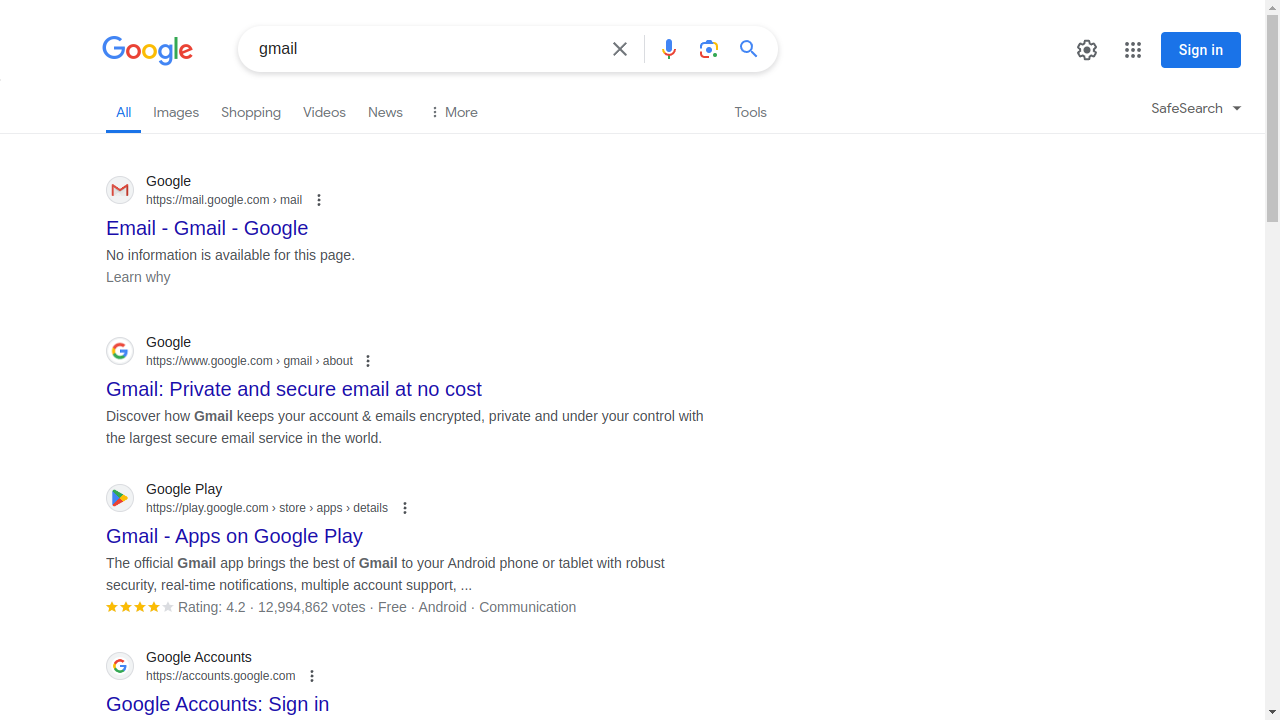 Google
gmail
Sign in
All
Images
Shopping
Videos
News
More
Tools
SafeSearch
Google
https://mail.google.com › mail
Email - Gmail - Google
No information is available for this page.
Learn why
Google
https://www.google.com › gmail › about
Gmail: Private and secure email at no cost
Discover how Gmail keeps your account & emails encrypted, private and under your control with
the largest secure email service in the world.
Google Play
https://play.google.com › store › apps › details
Gmail - Apps on Google Play
The official Gmail app brings the best of Gmail to your Android phone or tablet with robust
security, real-time notifications, multiple account support, ...
Rating: 4.2 · 12,994,862 votes · Free · Android · Communication
Google Accounts
https://accounts.google.com
Google Accounts: Sign in